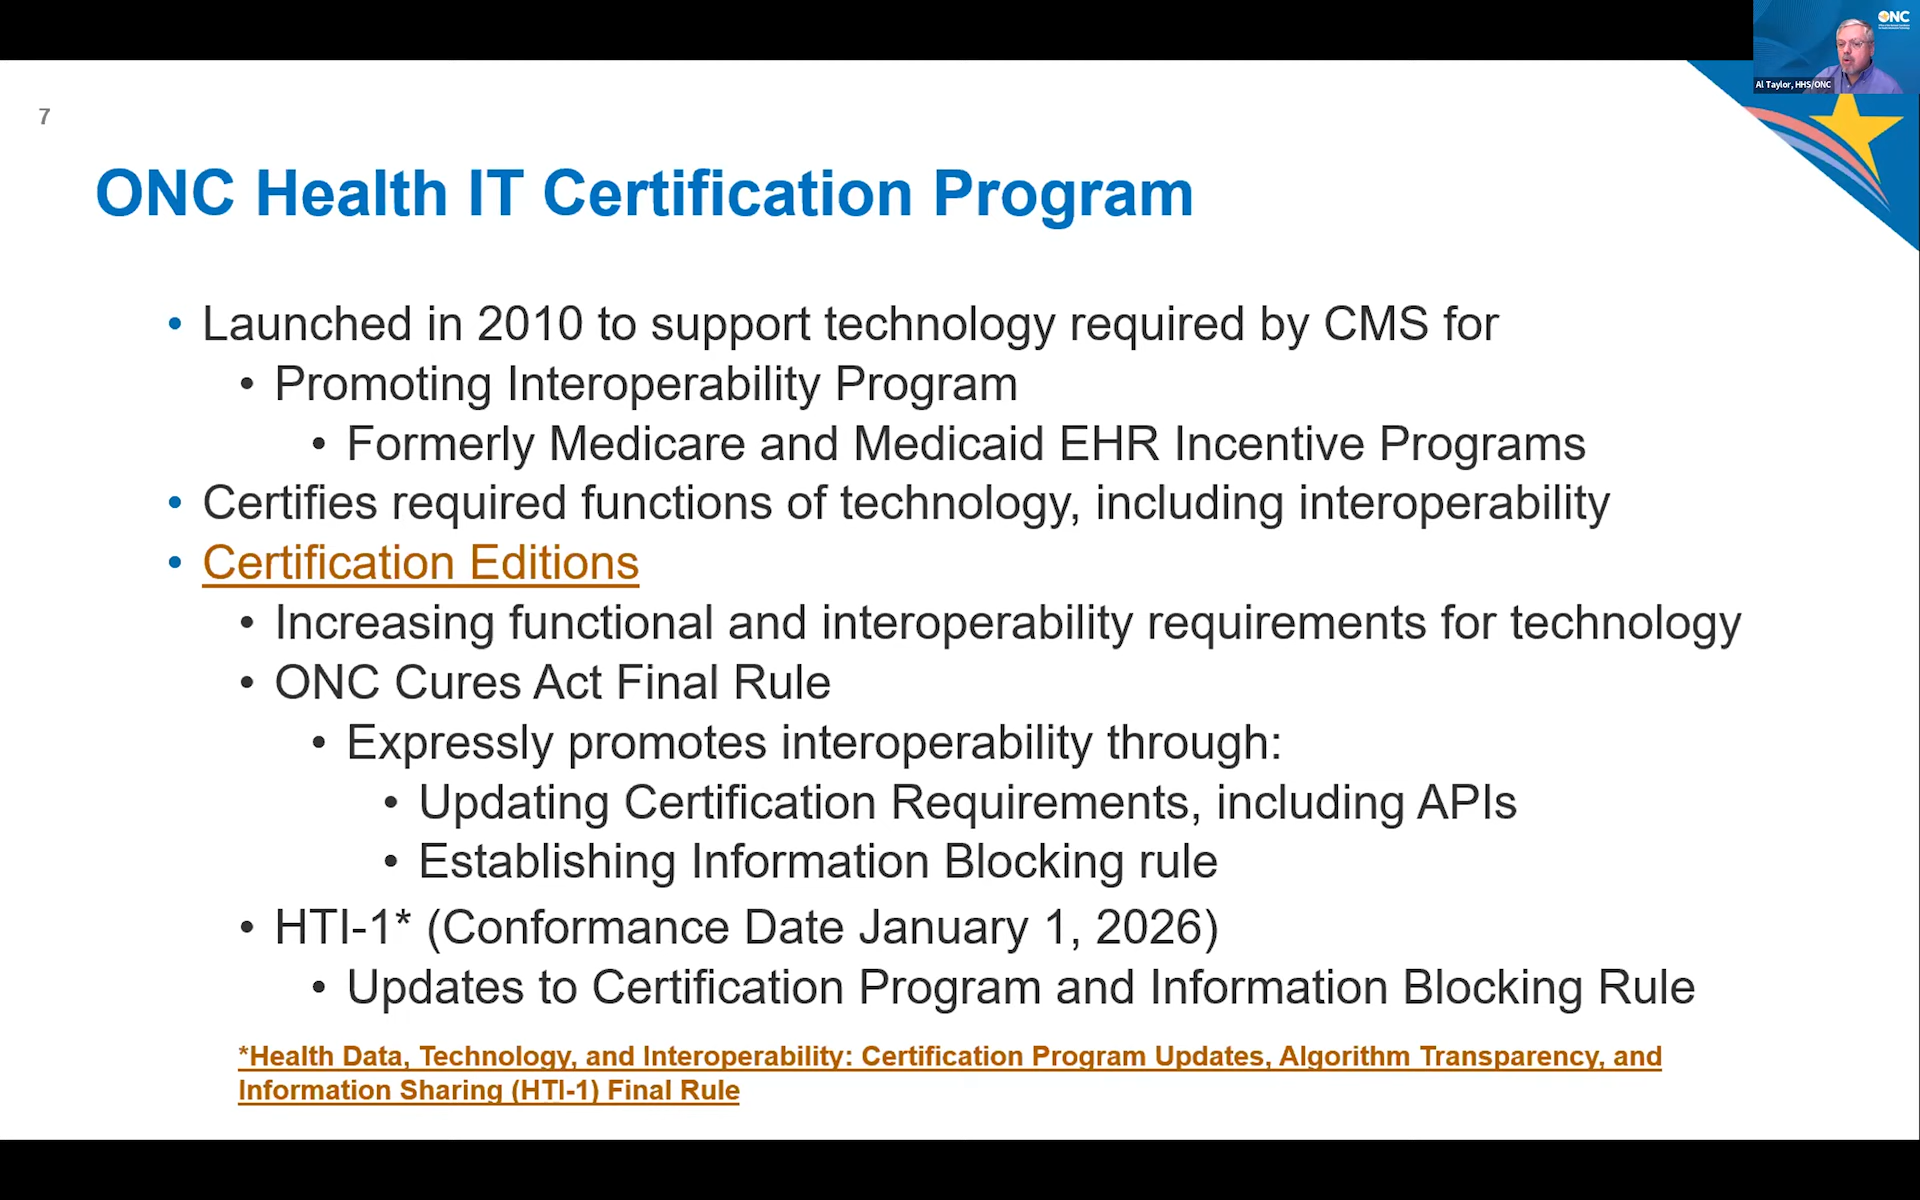 ONC
Al Taylor, HHS/ONC
7
ONC Health IT Certification Program
• Launched in 2010 to support technology required by CMS for
• Promoting Interoperability Program
• Formerly Medicare and Medicaid EHR Incentive Programs
• Certifies required functions of technology, including interoperability
• Certification Editions
• Increasing functional and interoperability requirements for technology
• ONC Cures Act Final Rule
• Expressly promotes interoperability through:
• Updating Certification Requirements, including APIs
• Establishing Information Blocking rule
• HTI-1* (Conformance Date January 1, 2026)
• Updates to Certification Program and Information Blocking Rule
*Health Data, Technology, and Interoperability: Certification Program Updates, Algorithm Transparency, and
Information Sharing (HTI-1) Final Rule